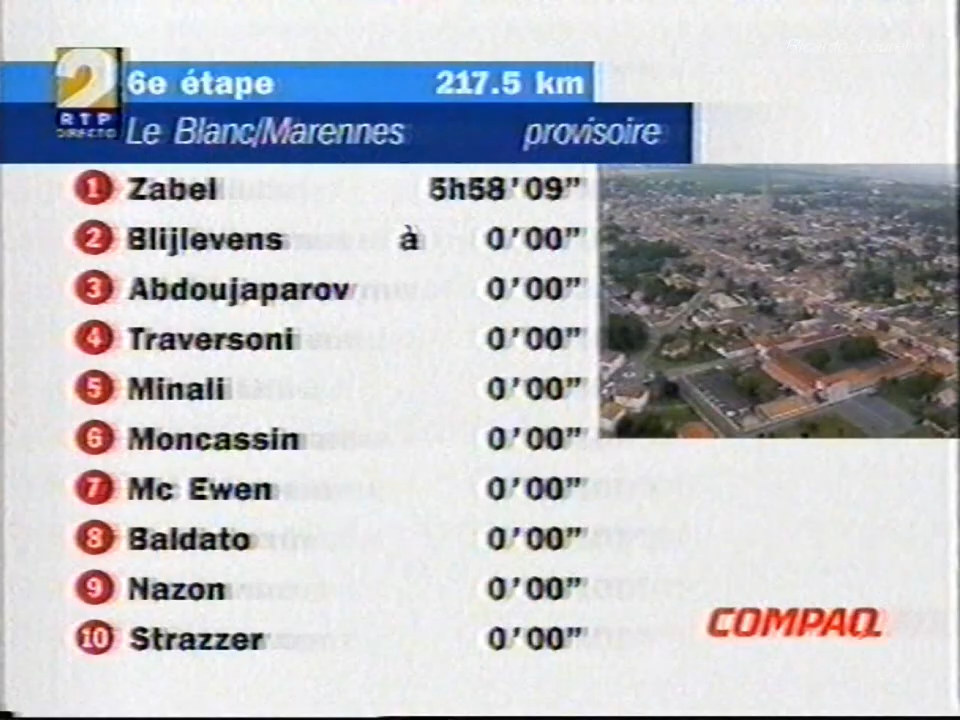 Ricardo Loureiro
2
6e étape 217.5 km
RTP
DIRECTO
Le Blanc/Marennes provisoire
1 Zabel 5h58'09"
2 Blijlevens à 0'00"
3 Abdoujaparov 0'00"
4 Traversoni 0'00"
5 Minali 0'00"
6 Moncassin 0'00"
7 Mc Ewen 0'00"
8 Baldato 0'00"
9 Nazon 0'00"
10 Strazzer 0'00"
COMPAQ